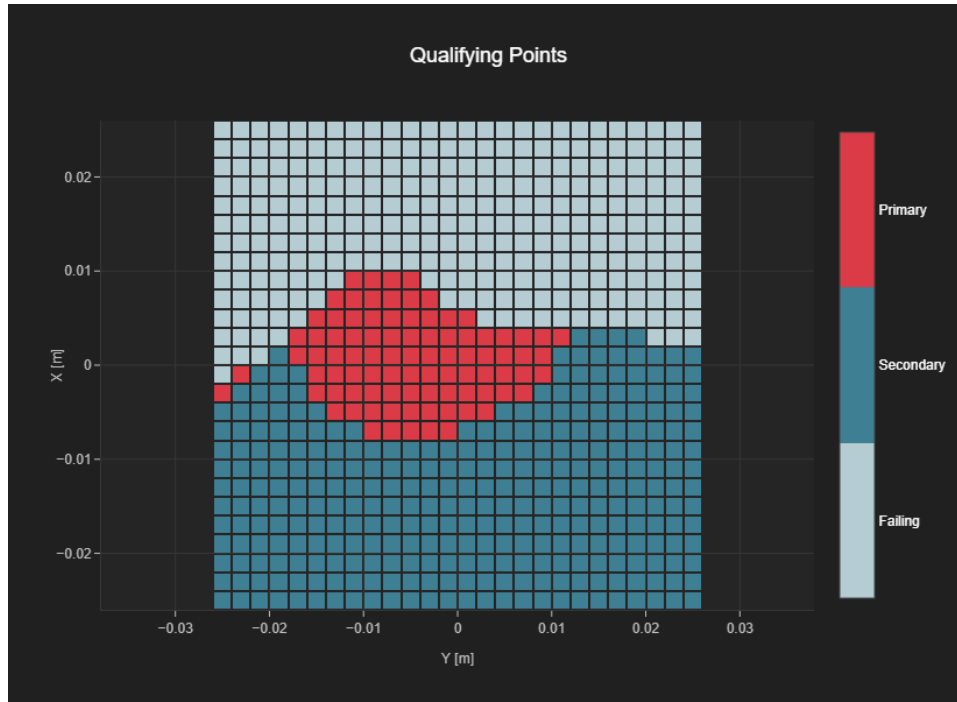 Qualifying Points
0.02
0.01
0
−0.01
−0.02
X [m]
−0.03
−0.02
−0.01
0
0.01
0.02
0.03
Y [m]
Primary
Secondary
Failing